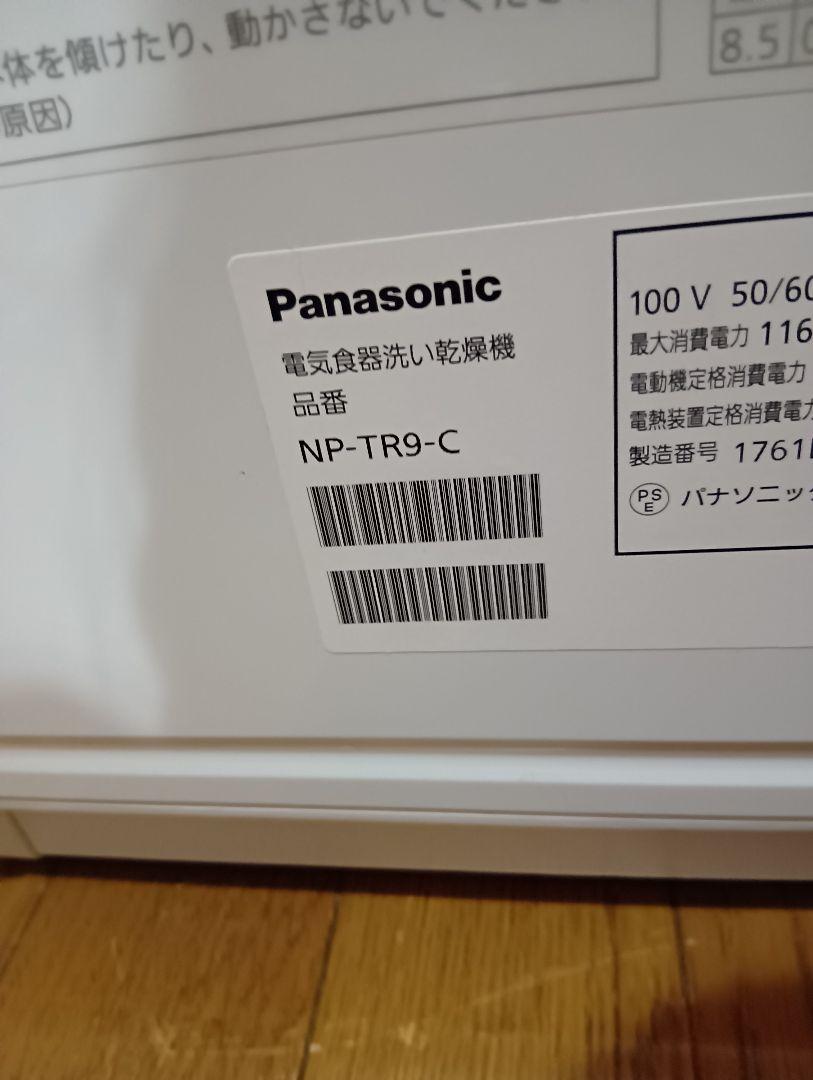 体を傾けたり、動かさないでくださ
原因）
8.5
Panasonic
電気食器洗い乾燥機
品番
NP-TR9-C
100 V 50/60
最大消費電力 116
電動機定格消費電力
電熱装置定格消費電力
製造番号 1761
PS
E
パナソニック